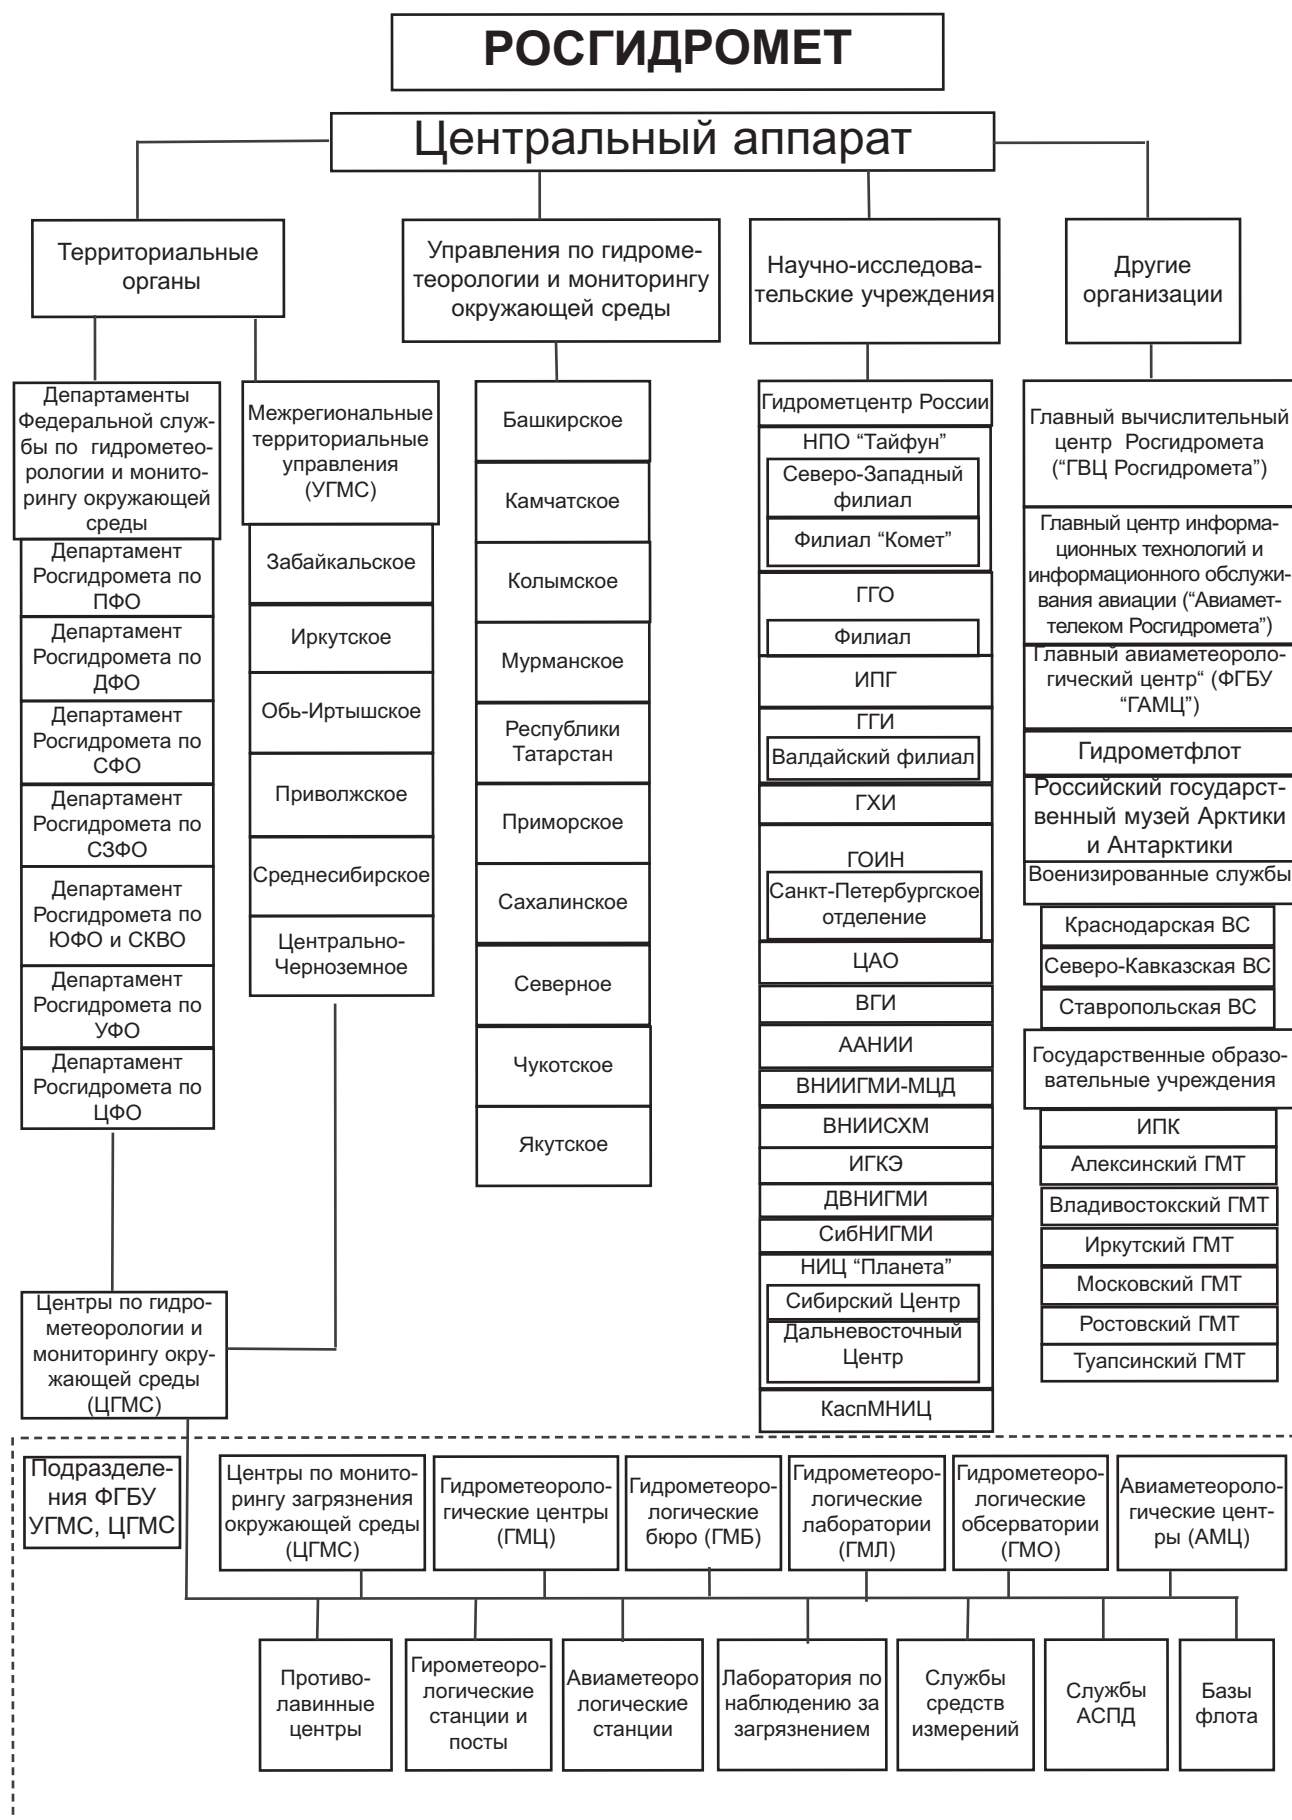 РОСГИДРОМЕТ
Центральный аппарат
Территориальные
органы
Управления по гидроме-
теорологии и мониторингу
окружающей среды
Научно-исследова-
тельские учреждения
Другие
организации
Департаменты
Федеральной служ-
бы по гидрометео-
рологии и монито-
рингу окружающей
среды
Департамент
Росгидромета по
ПФО
Департамент
Росгидромета по
ДФО
Департамент
Росгидромета по
СФО
Департамент
Росгидромета по
СЗФО
Департамент
Росгидромета по
ЮФО и СКВО
Департамент
Росгидромета по
УФО
Департамент
Росгидромета по
ЦФО
Межрегиональные
территориальные
управления
(УГМС)
Забайкальское
Иркутское
Обь-Иртышское
Приволжское
Среднесибирское
Центрально-
Черноземное
Башкирское
Камчатское
Колымское
Мурманское
Республики
Татарстан
Приморское
Сахалинское
Северное
Чукотское
Якутское
Гидрометцентр России
НПО “Тайфун”
Северо-Западный
филиал
Филиал “Комет”
ГГО
Филиал
ИПГ
ГГИ
Валдайский филиал
ГХИ
ГОИН
Санкт-Петербургское
отделение
ЦАО
ВГИ
ААНИИ
ВНИИГМИ-МЦД
ВНИИСХМ
ИГКЭ
ДВНИГМИ
СибНИГМИ
НИЦ “Планета”
Сибирский Центр
Дальневосточный
Центр
КаспМНИЦ
Главный вычислительный
центр Росгидромета
(“ГВЦ Росгидромета”)
Главный центр информа-
ционных технологий и
информационного обслужи-
вания авиации (“Авиамет-
телеком Росгидромета”)
Главный авиаметеороло-
гический центр“ (ФГБУ
“ГАМЦ”)
Гидрометфлот
Российский государст-
венный музей Арктики
и Антарктики
Военизированные службы
Краснодарская ВС
Северо-Кавказская ВС
Ставропольская ВС
Государственные образо-
вательные учреждения
ИПК
Алексинский ГМТ
Владивостокский ГМТ
Иркутский ГМТ
Московский ГМТ
Ростовский ГМТ
Туапсинский ГМТ
Центры по гидро-
метеорологии и
мониторингу окру-
жающей среды
(ЦГМС)
Подразделе-
ния ФГБУ
УГМС, ЦГМС
Центры по монито-
рингу загрязнения
окружающей среды
(ЦГМС)
Гидрометеороло-
гические центры
(ГМЦ)
Гидрометеоро-
логические
бюро (ГМБ)
Гидрометеоро-
логические
лаборатории
(ГМЛ)
Гидрометеоро-
логические
обсерватории
(ГМО)
Авиаметеороло-
гические цент-
ры (АМЦ)
Противо-
лавинные
центры
Гирометеоро-
логические
станции и
посты
Авиаметеоро
логические
станции
Лаборатория по
наблюдению за
загрязнением
Службы
средств
измерений
Службы
АСПД
Базы
флота